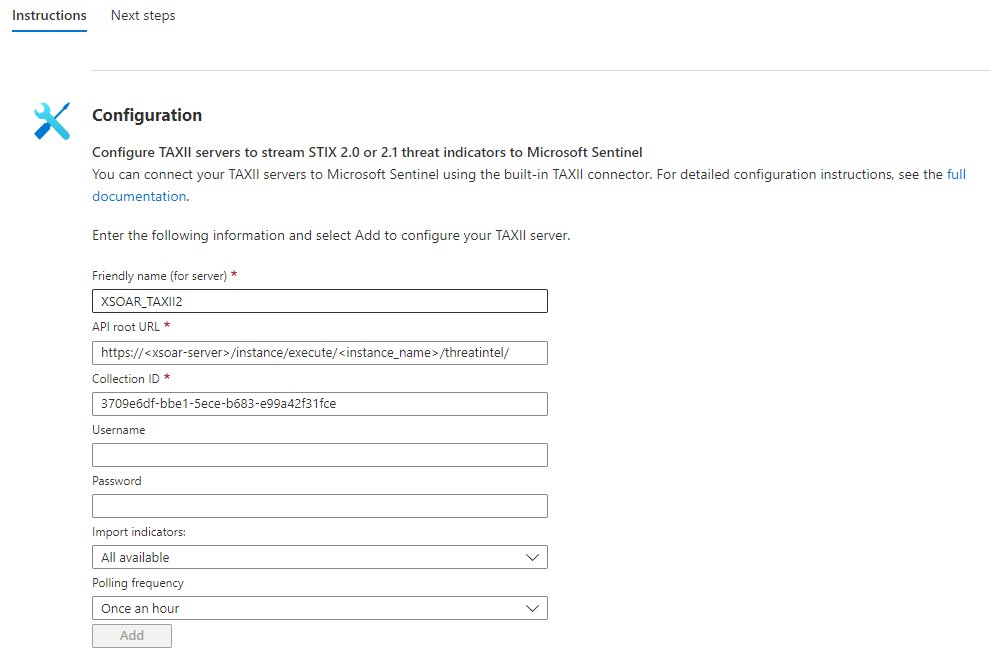 Instructions Next steps
Configuration
Configure TAXII servers to stream STIX 2.0 or 2.1 threat indicators to Microsoft Sentinel
You can connect your TAXII servers to Microsoft Sentinel using the built-in TAXII connector. For detailed configuration instructions, see the full
documentation.
Enter the following information and select Add to configure your TAXII server.
Friendly name (for server) *
XSOAR_TAXII2
API root URL *
https://<xsoar-server>/instance/execute/<instance_name>/threatintel/
Collection ID *
3709e6df-bbe1-5ece-b683-e99a42f31fce
Username
Password
Import indicators:
All available
Polling frequency
Once an hour
Add